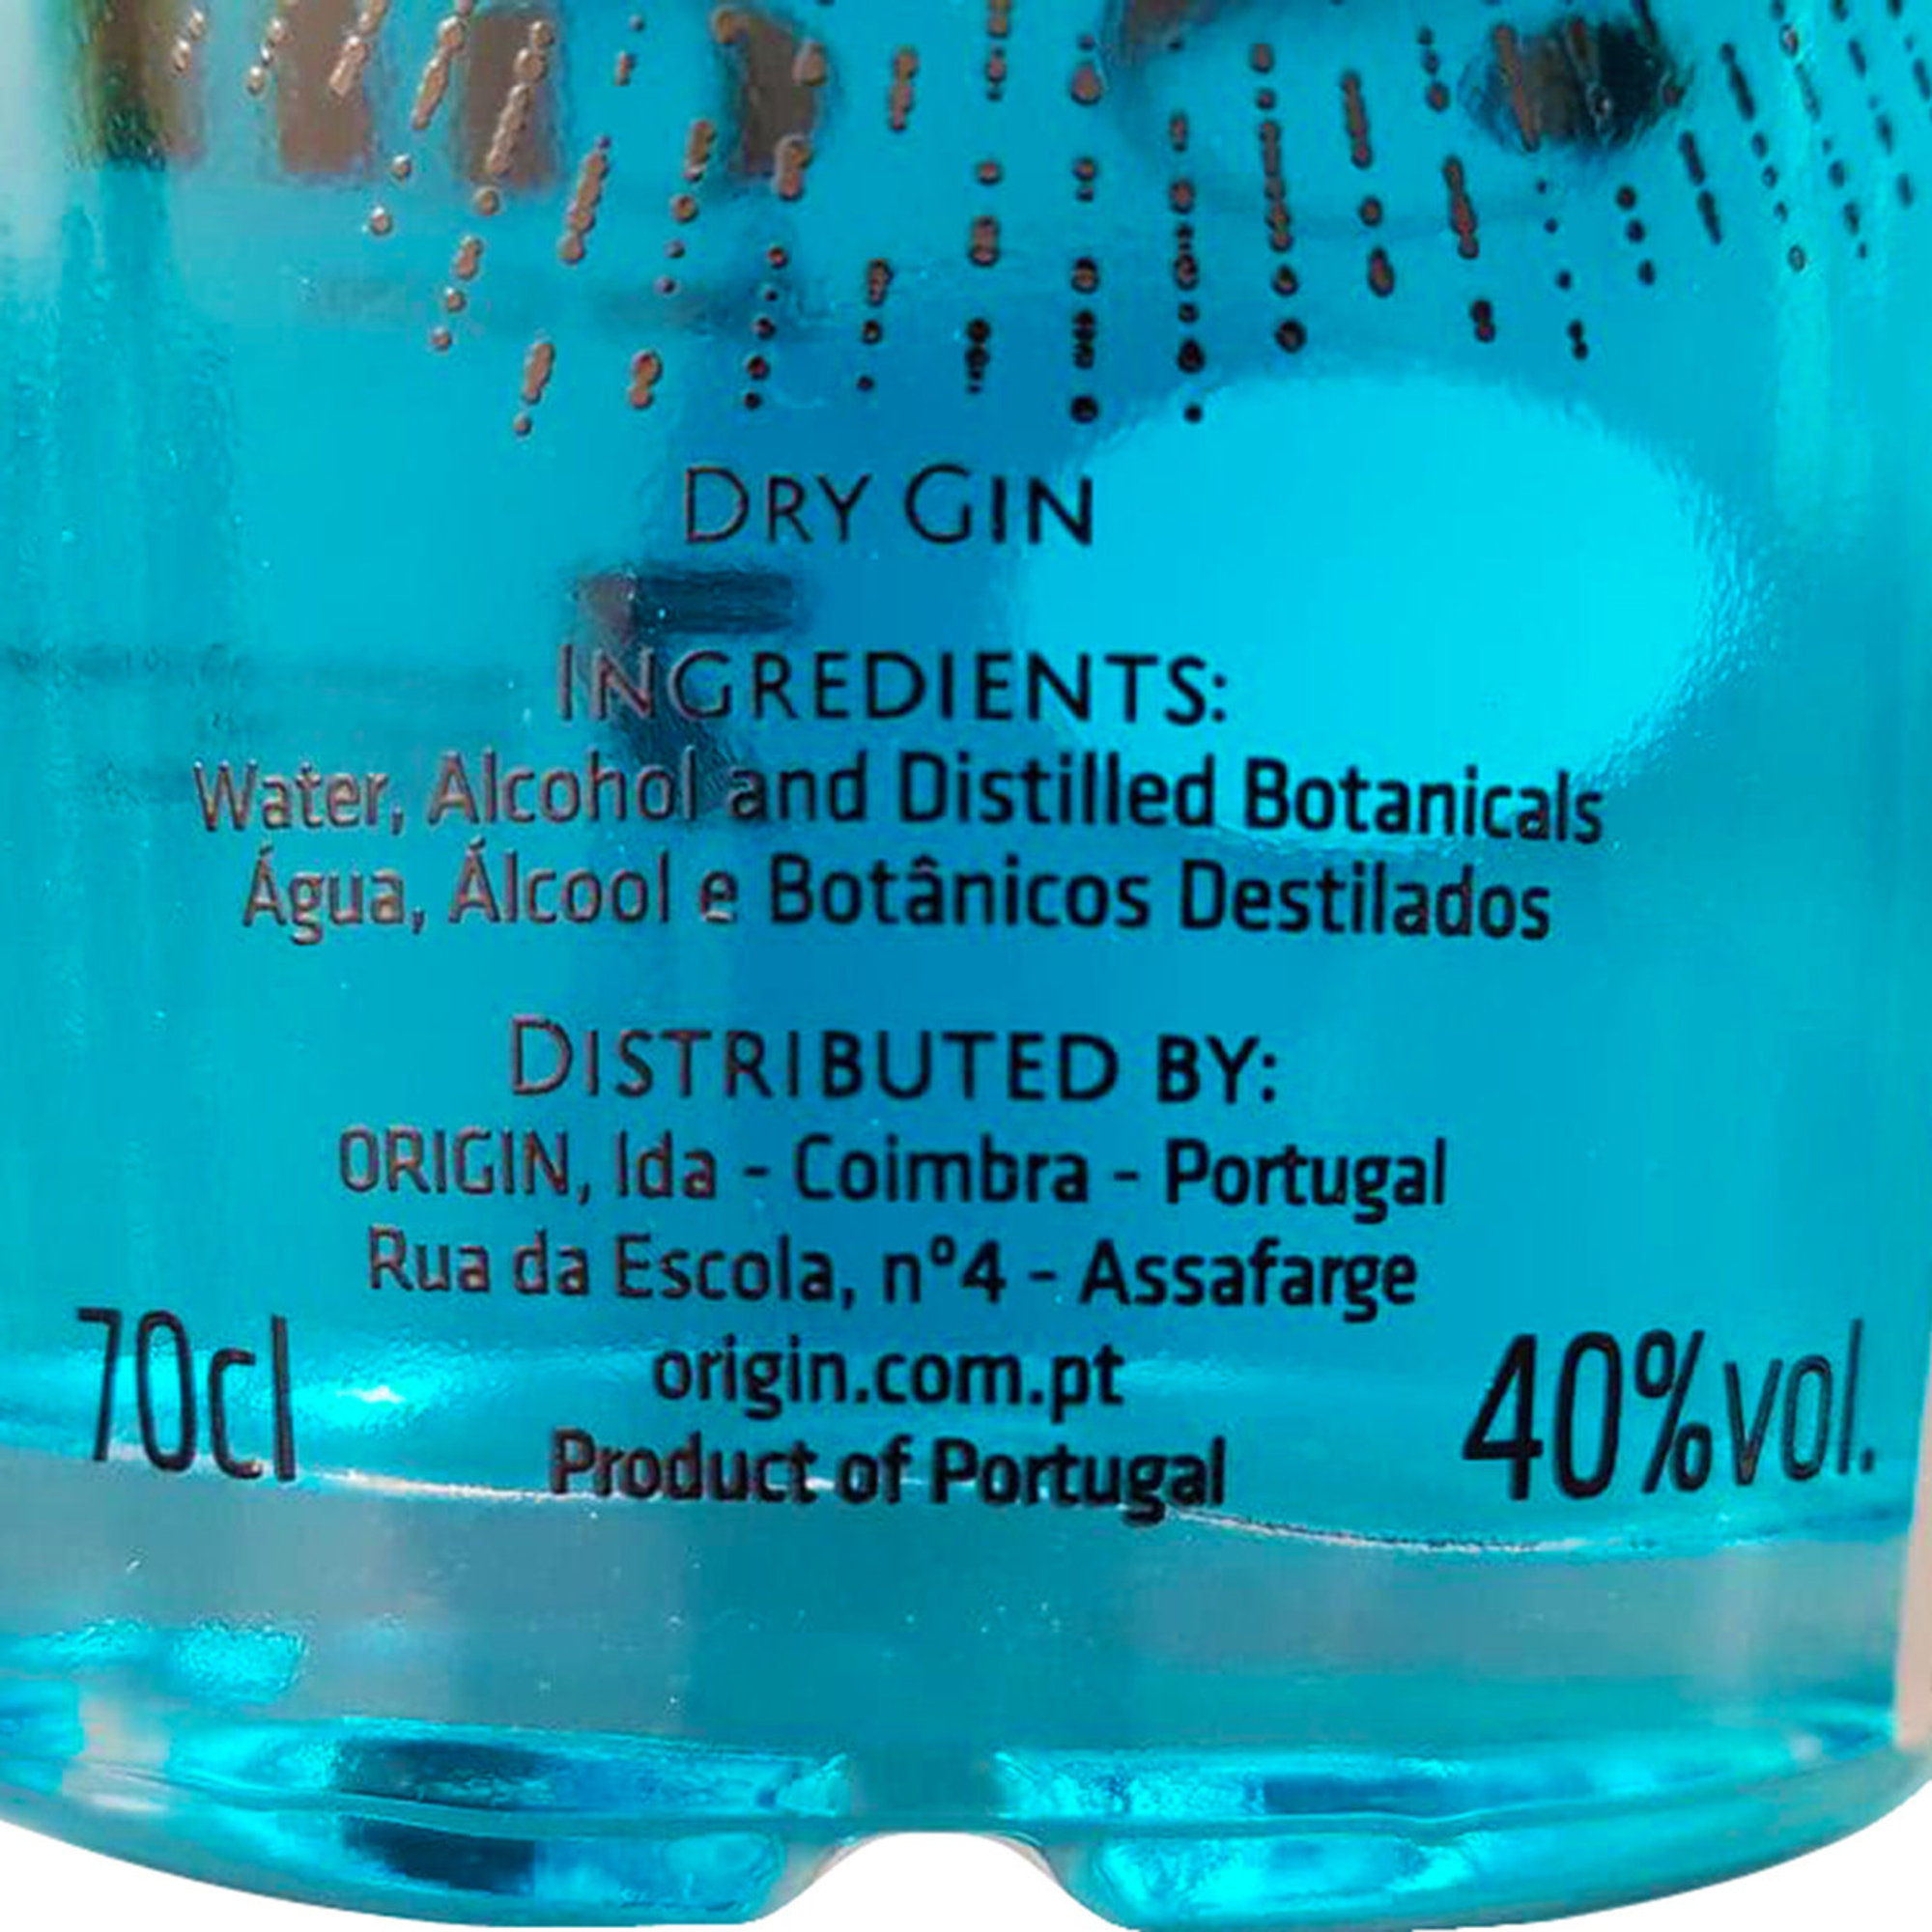 DRY GIN
INGREDIENTS:
Water, Alcohol and Distilled Botanicals
Água, Álcool e Botânicos Destilados
DISTRIBUTED BY:
ORIGIN, lda - Coimbra - Portugal
Rua da Escola, nº4 - Assafarge
origin.com.pt
Product of Portugal
70cl
40%vol.